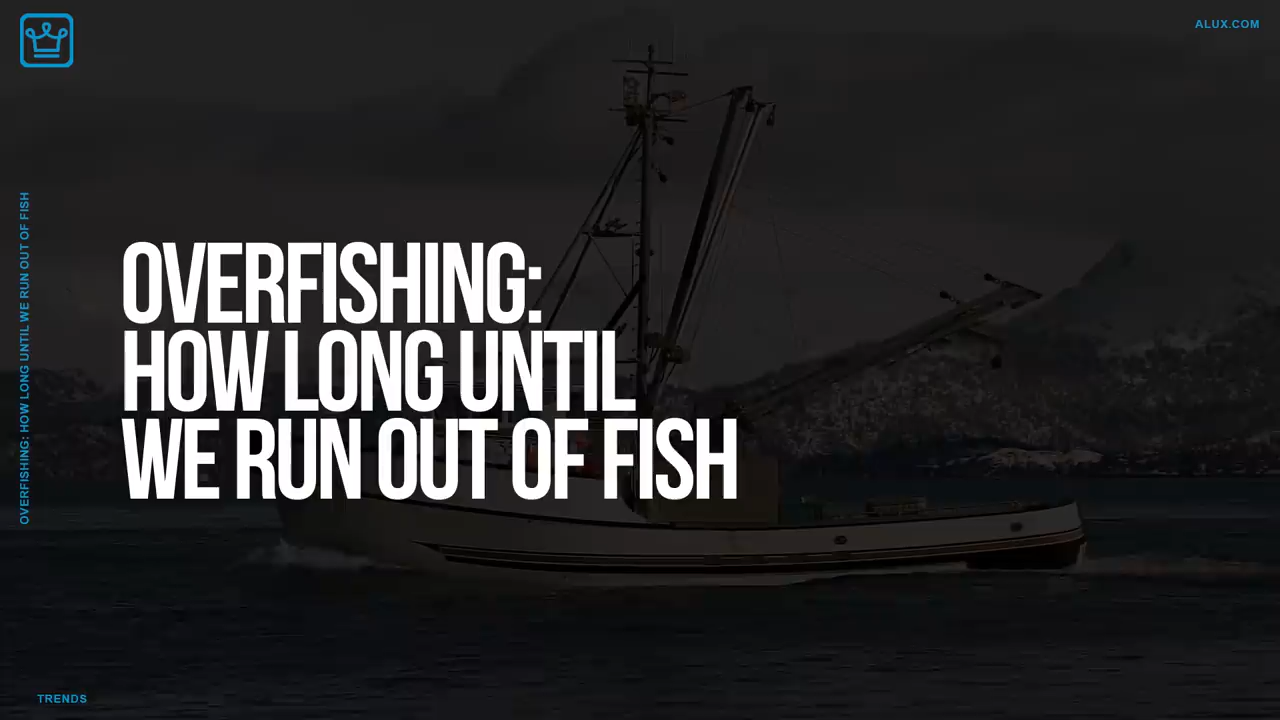 ALUX.COM
OVERFISHING: HOW LONG UNTIL WE RUN OUT OF FISH
OVERFISHING:
HOW LONG UNTIL
WE RUN OUT OF FISH
TRENDS